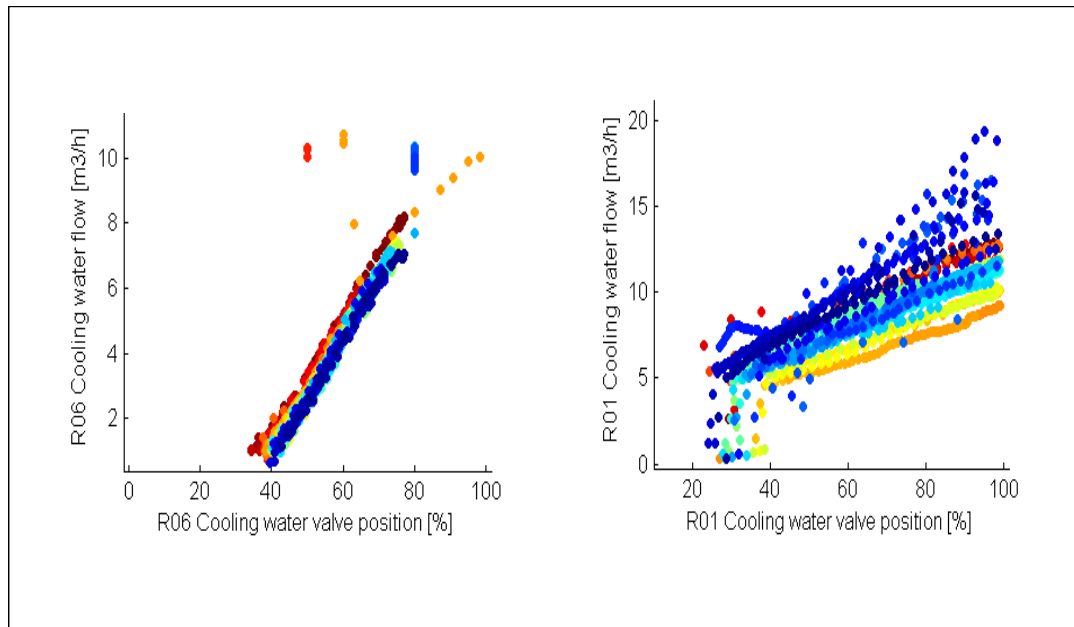 R06 Cooling water flow [m3/h]
10
8
6
4
2
0 20 40 60 80 100
R06 Cooling water valve position [%]
R01 Cooling water flow [m3/h]
20
15
10
5
0
20 40 60 80 100
R01 Cooling water valve position [%]